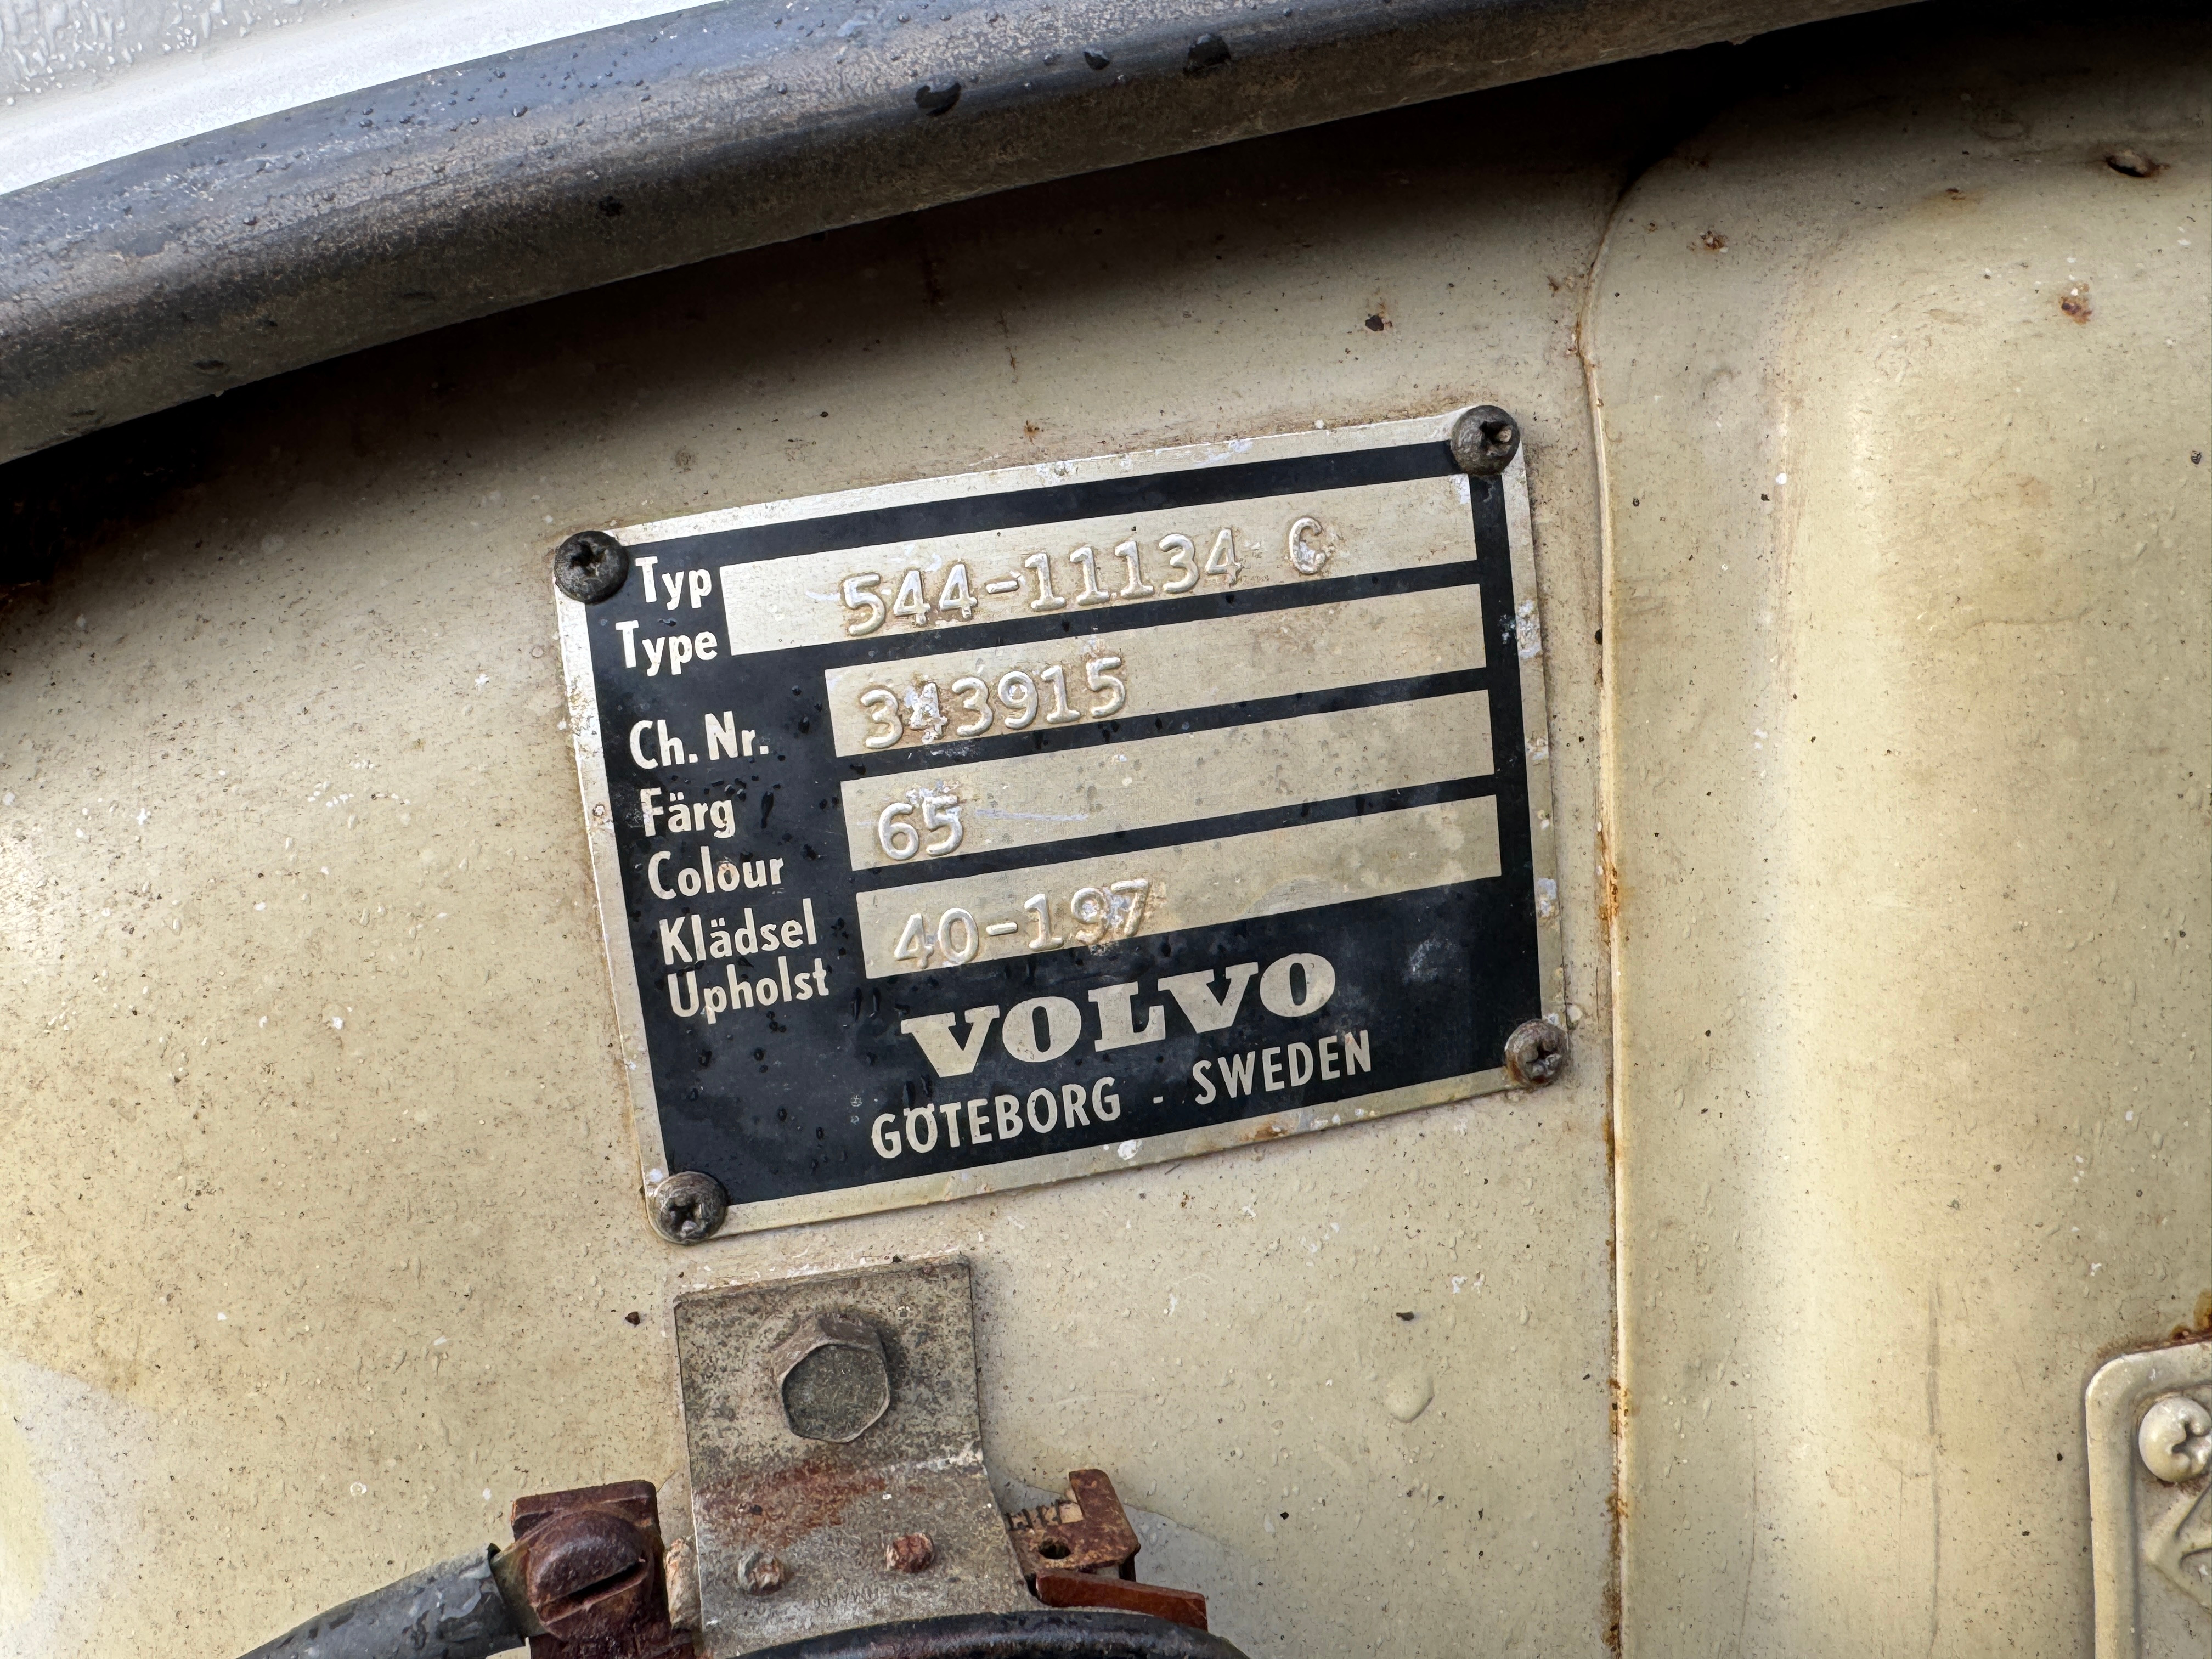 Typ
Type 544-11134 C
Ch. Nr. 343915
Färg
Colour 65
Klädsel
Upholst 40-197
VOLVO
GÖTEBORG - SWEDEN